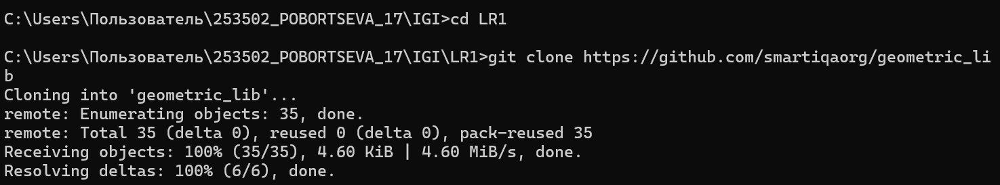 C:\Users\Пользователь\253502_POBORTSEVA_17\IGI>cd LR1
C:\Users\Пользователь\253502_POBORTSEVA_17\IGI\LR1>git clone https://github.com/smartiqaorg/geometric_li
b
Cloning into 'geometric_lib'...
remote: Enumerating objects: 35, done.
remote: Total 35 (delta 0), reused 0 (delta 0), pack-reused 35
Receiving objects: 100% (35/35), 4.60 KiB | 4.60 MiB/s, done.
Resolving deltas: 100% (6/6), done.